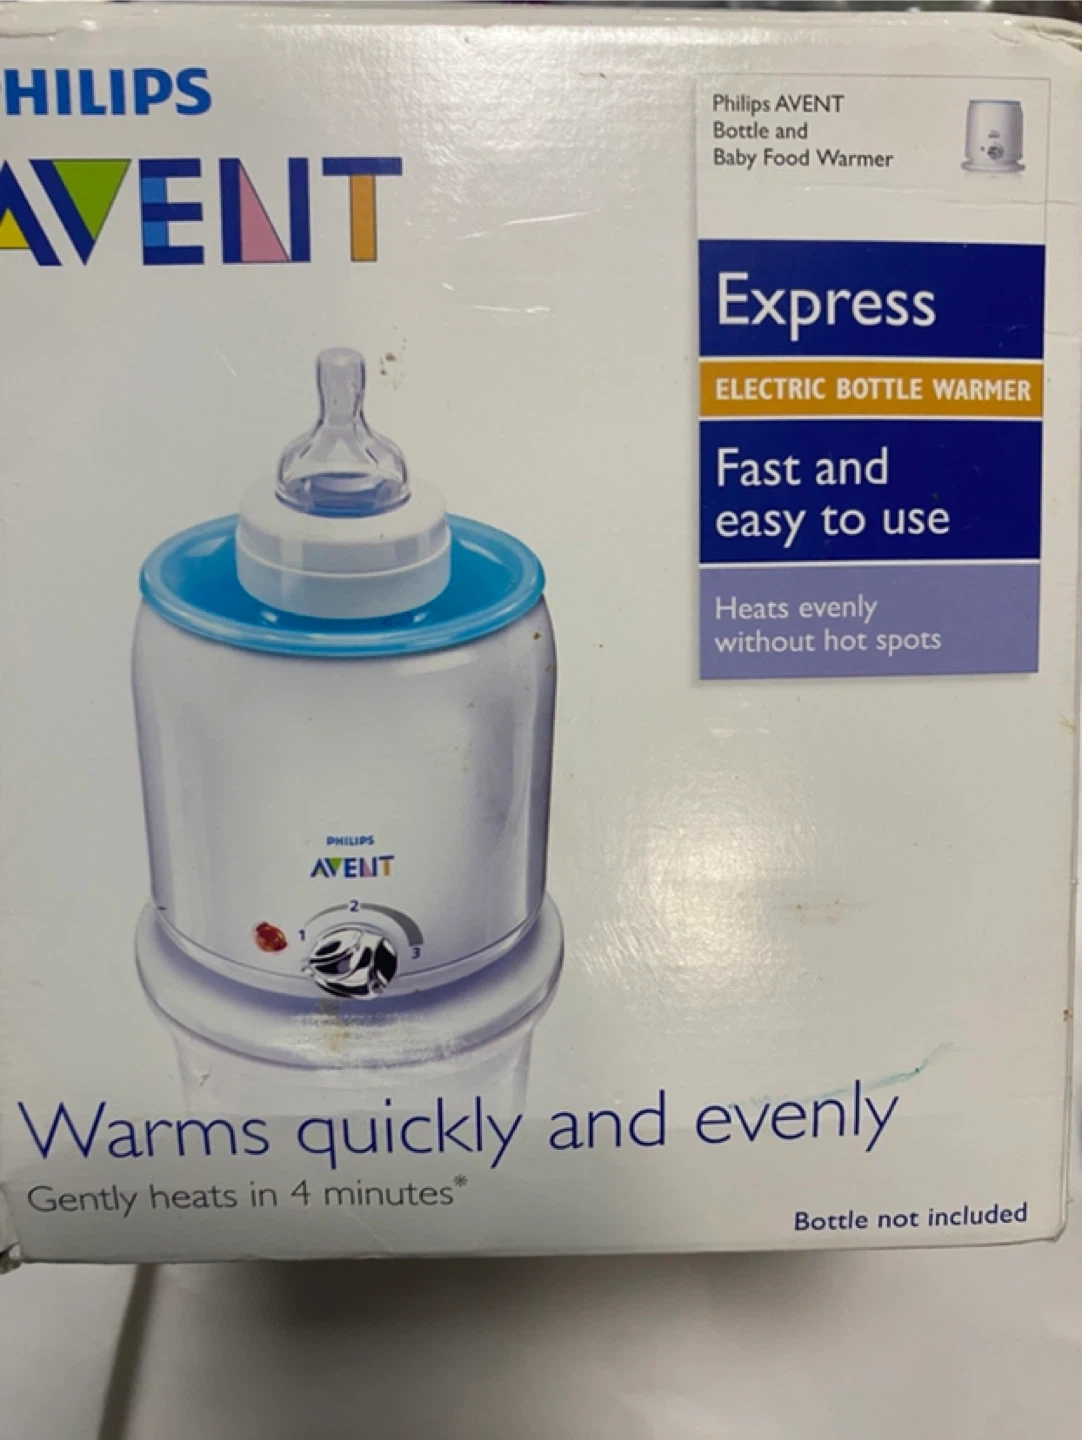 PHILIPS
AVENT
Philips AVENT
Bottle and
Baby Food Warmer
Express
ELECTRIC BOTTLE WARMER
Fast and
easy to use
Heats evenly
without hot spots
PHILIPS
AVENT
1 2 3
Warms quickly and evenly
Gently heats in 4 minutes*
Bottle not included